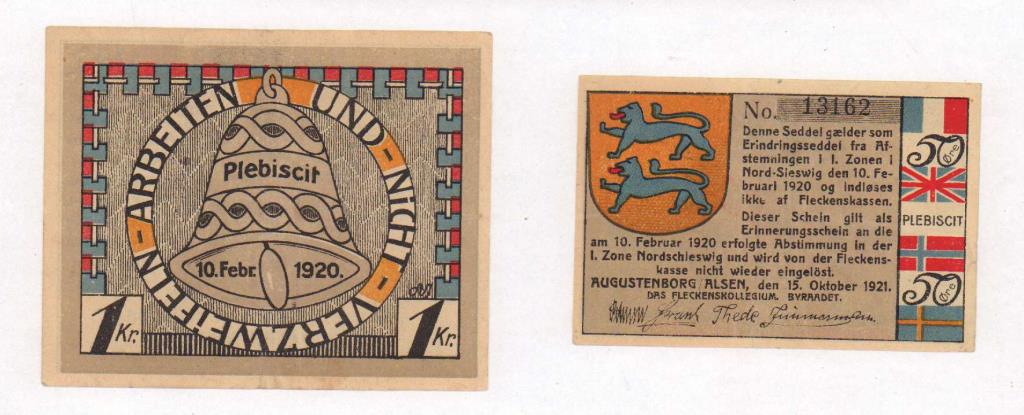 ARBEITEN UND NICHT VERZWEIFELN
Plebiscit
10. Febr. 1920.
1 Kr.
1 Kr.
No. 13162
Denne Seddel gælder som
Erindringsseddel fra Af-
stemningen i I. Zonen i
Nord-Sleswig den 10. Fe-
bruari 1920 og indløses
ikke af Fleckenskassen.
Dieser Schein gilt als
Erinnerungsschein an die
am 10. Februar 1920 erfolgte Abstimmung in der
I. Zone Nordschleswig und wird von der Fleckens-
kasse nicht wieder eingelöst.
AUGUSTENBORG/ALSEN, den 15. Oktober 1921.
DAS FLECKENSKOLLEGIUM. BYRAADET.
Thede
50 Øre
PLEBISCIT
50 Øre